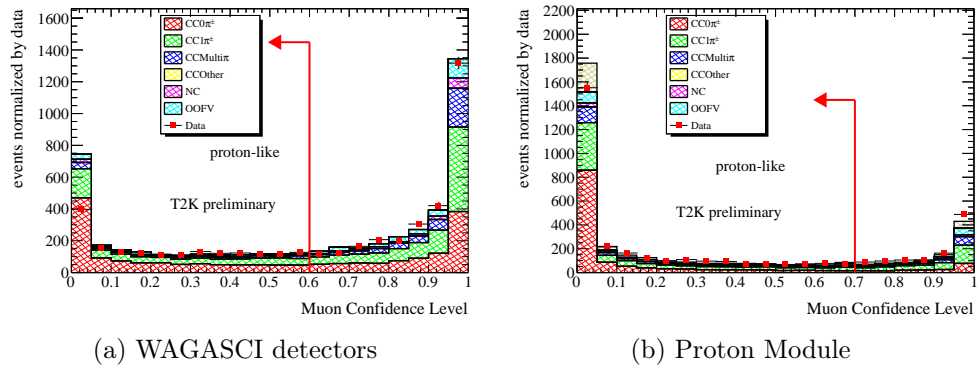 events normalized by data
1600
1400
1200
1000
800
600
400
200
0
CC0π±
CC1π±
CCMultiπ
CCOther
NC
OOFV
Data
proton-like
T2K preliminary
0 0.1 0.2 0.3 0.4 0.5 0.6 0.7 0.8 0.9 1
Muon Confidence Level
(a) WAGASCI detectors
events normalized by data
2200
2000
1800
1600
1400
1200
1000
800
600
400
200
0
CC0π±
CC1π±
CCMultiπ
CCOther
NC
OOFV
Data
proton-like
T2K preliminary
0 0.1 0.2 0.3 0.4 0.5 0.6 0.7 0.8 0.9 1
Muon Confidence Level
(b) Proton Module